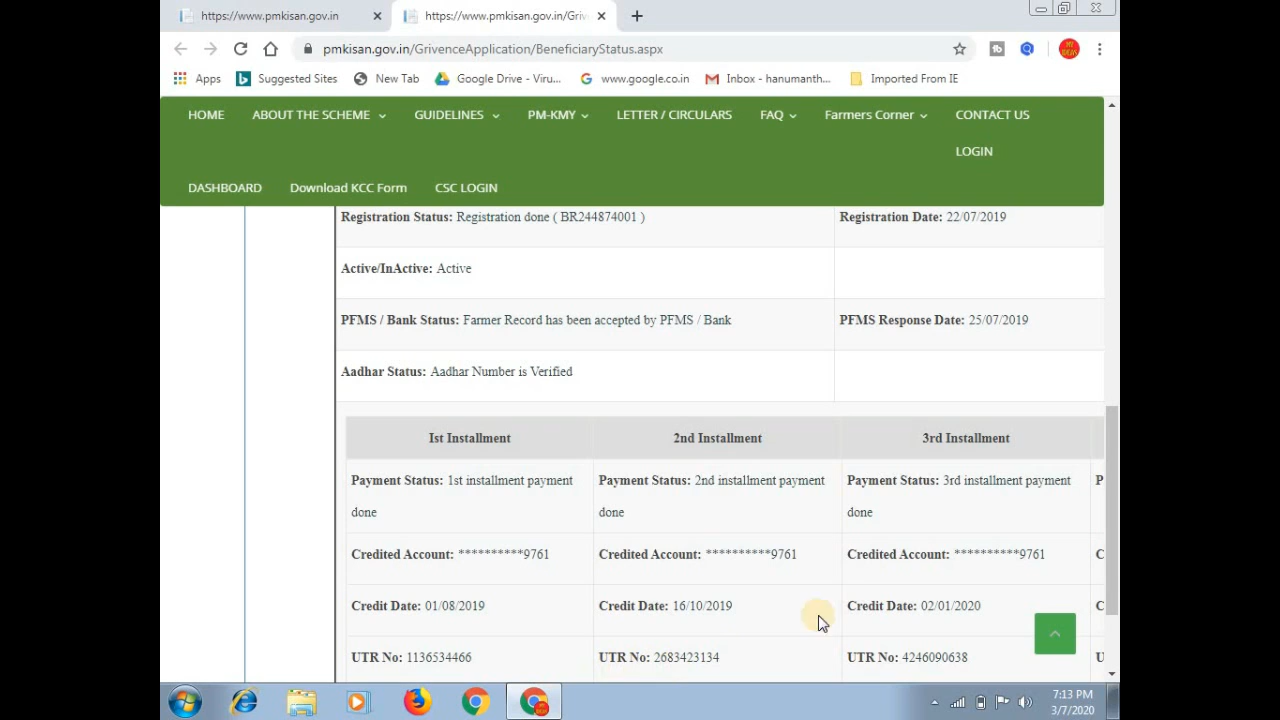 https://www.pmkisan.gov.in
https://www.pmkisan.gov.in/Gri
pmkisan.gov.in/GrivenceApplication/BeneficiaryStatus.aspx
Apps Suggested Sites New Tab Google Drive - Viru... www.google.co.in Inbox - hanumanth... Imported From IE
HOME ABOUT THE SCHEME GUIDELINES PM-KMY LETTER / CIRCULARS FAQ Farmers Corner CONTACT US
LOGIN
DASHBOARD Download KCC Form CSC LOGIN
Registration Status: Registration done ( BR244874001 ) Registration Date: 22/07/2019
Active/InActive: Active
PFMS / Bank Status: Farmer Record has been accepted by PFMS / Bank PFMS Response Date: 25/07/2019
Aadhar Status: Aadhar Number is Verified
Ist Installment 2nd Installment 3rd Installment
Payment Status: 1st installment payment Payment Status: 2nd installment payment Payment Status: 3rd installment payment P
done done done
Credited Account: **********9761 Credited Account: **********9761 Credited Account: **********9761 C
Credit Date: 01/08/2019 Credit Date: 16/10/2019 Credit Date: 02/01/2020 C
UTR No: 1136534466 UTR No: 2683423134 UTR No: 4246090638 U
7:13 PM
3/7/2020